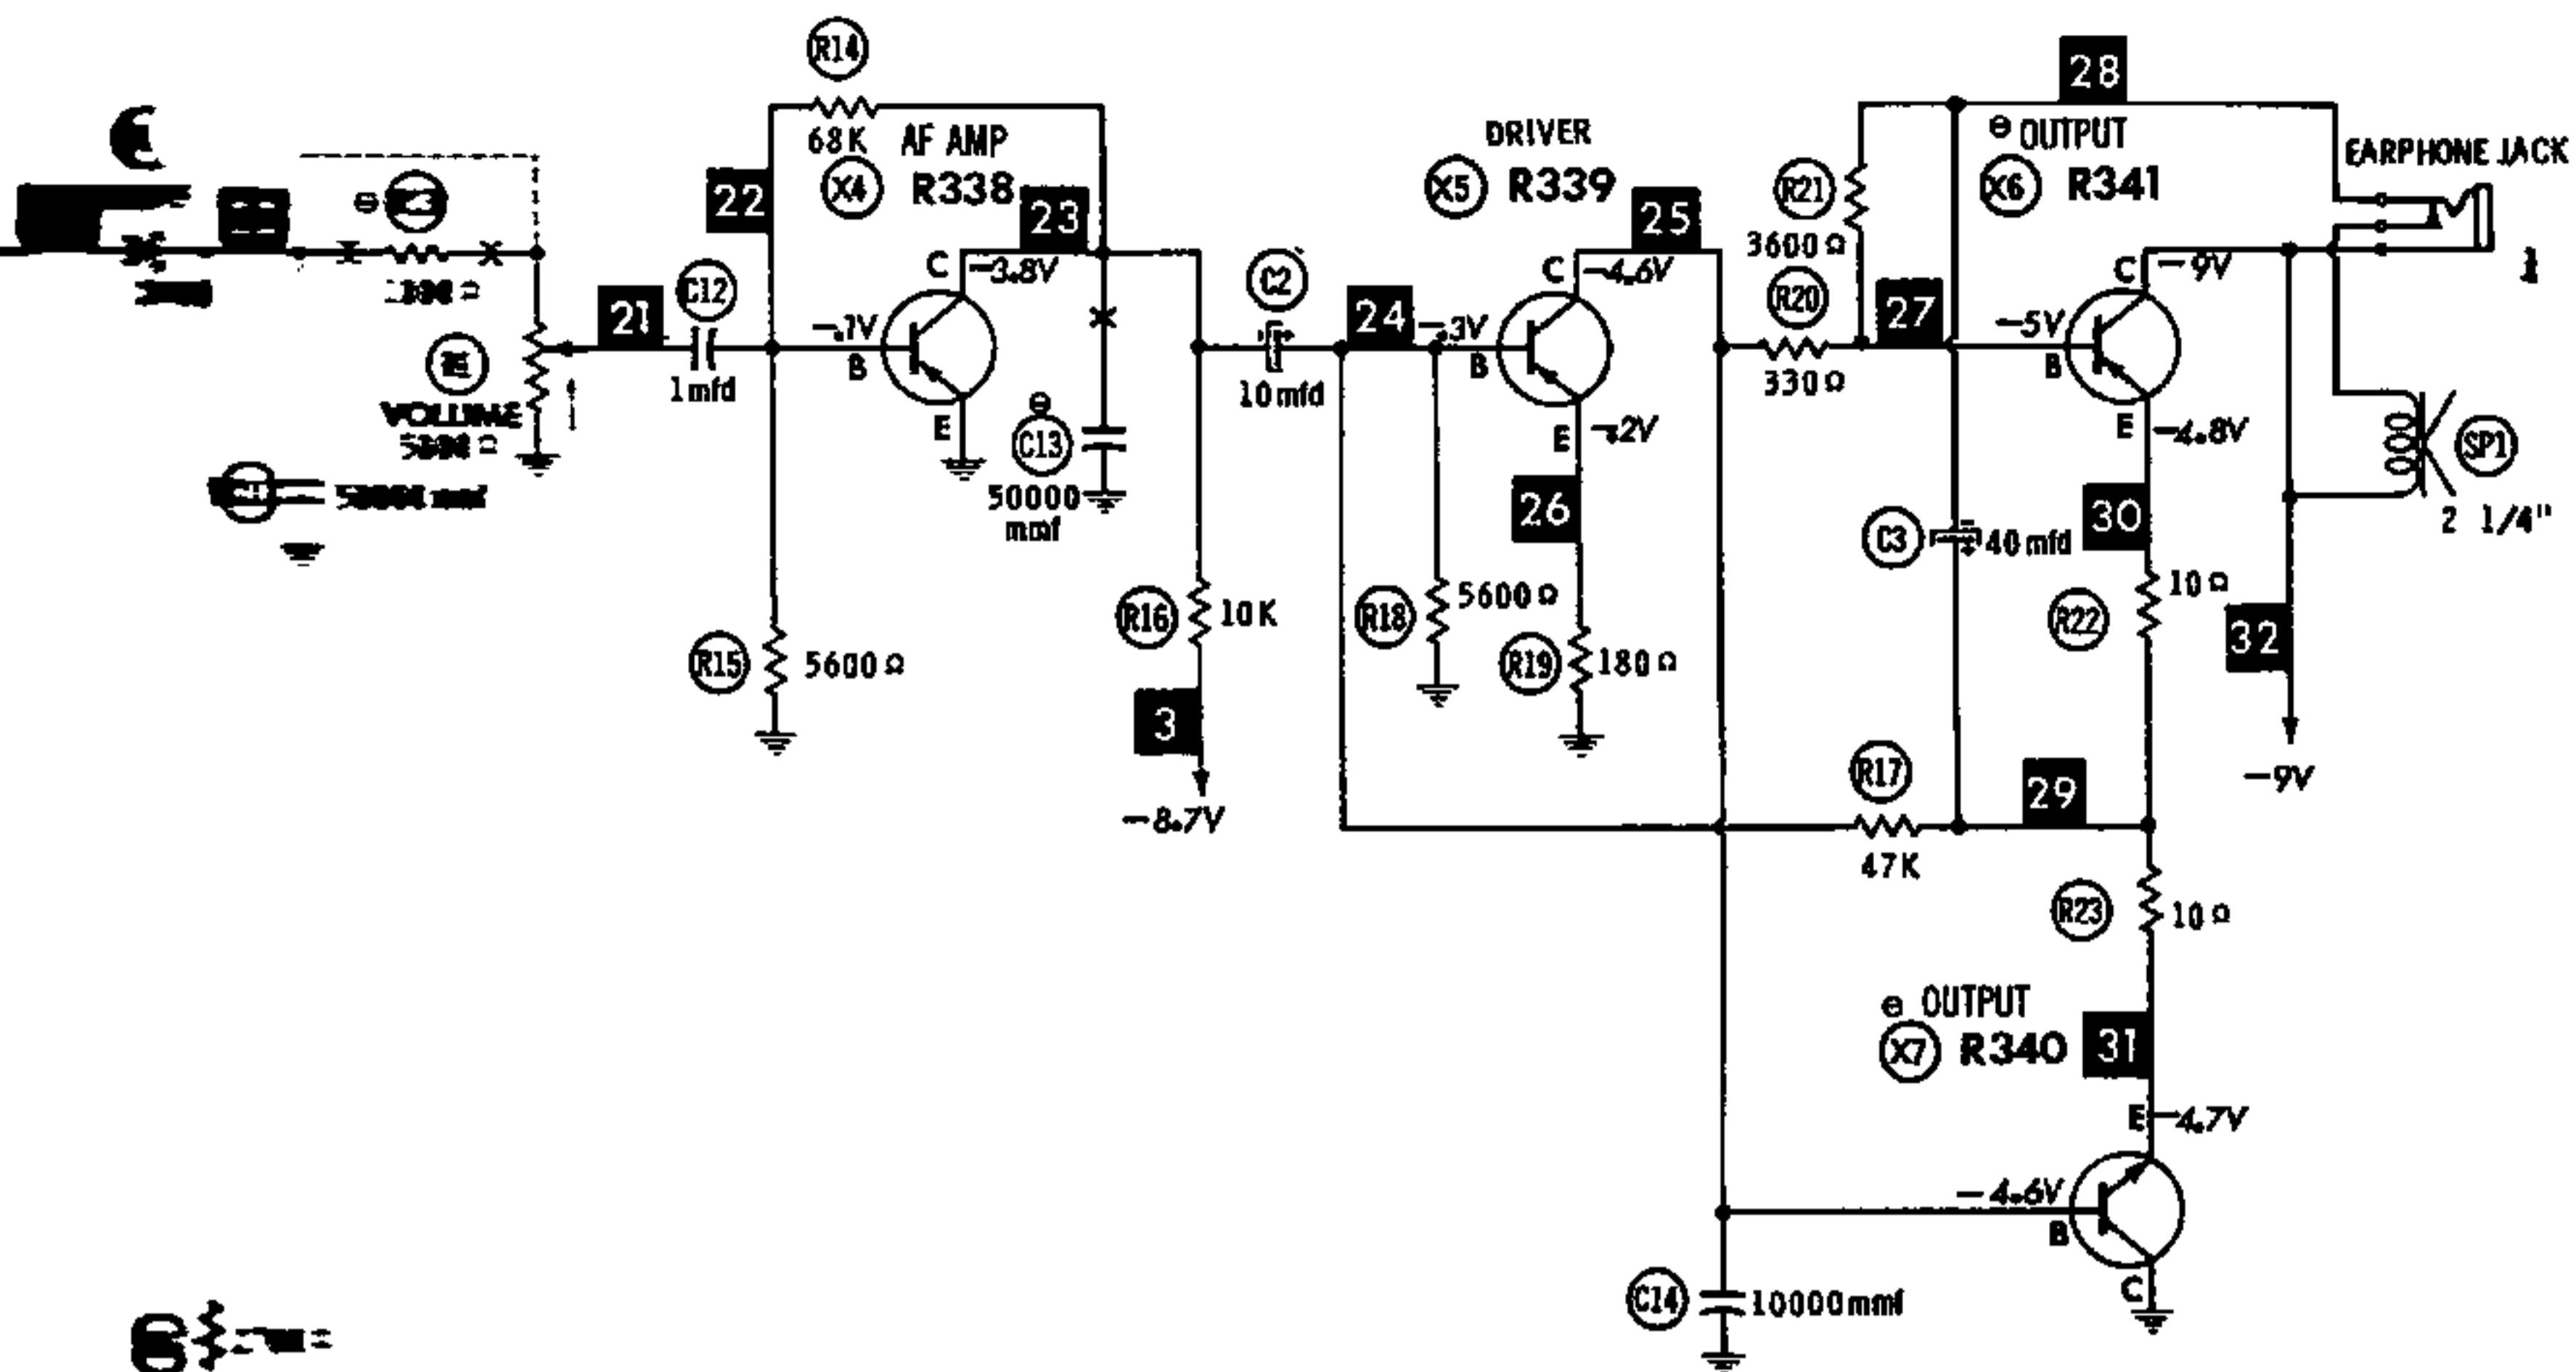 R14
68K
AF AMP
X4 R338
22
23
C
-3.8V
21
C12
1mfd
-.1V
B
E
VOLUME
C13
50000
mmf
R15
5600Ω
R16
10K
3
-8.7V
C2
10mfd
24
DRIVER
X5 R339
25
C
-4.6V
-.3V
B
E
-.2V
26
R18
5600Ω
R19
180Ω
R21
3600Ω
R20
330Ω
27
28
OUTPUT
X6 R341
C
-9V
-5V
B
E
-4.8V
EARPHONE JACK
SP1
2 1/4"
C3
40mfd
30
10Ω
R22
32
-9V
R17
47K
29
R23
10Ω
OUTPUT
X7 R340
31
E
-4.7V
-4.6V
B
C
C14
10000mmf